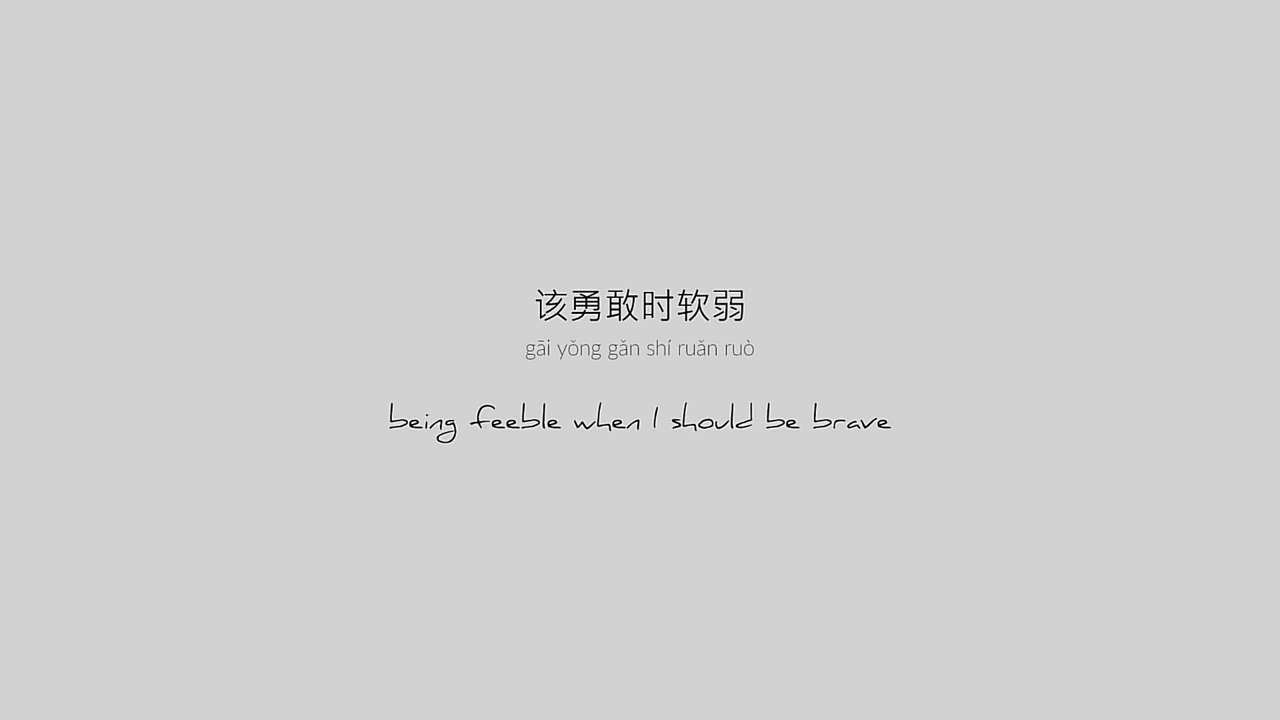 该勇敢时软弱
gāi yǒng gǎn shí ruǎn ruò
being feeble when I should be brave